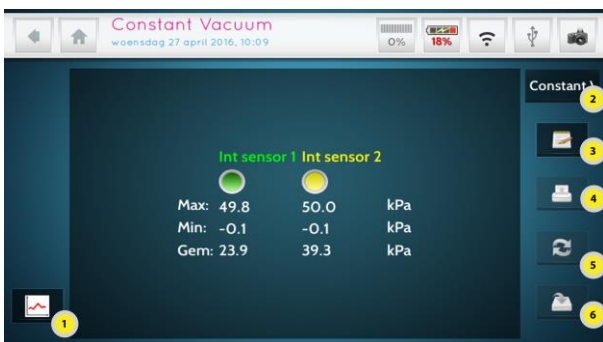 Constant Vacuum
woensdag 27 april 2016, 10:09
0%
18%
Constant
2
Int sensor 1 Int sensor 2
3
Max: 49.8 50.0 kPa
4
Min: -0.1 -0.1 kPa
Gem: 23.9 39.3 kPa
5
1
6